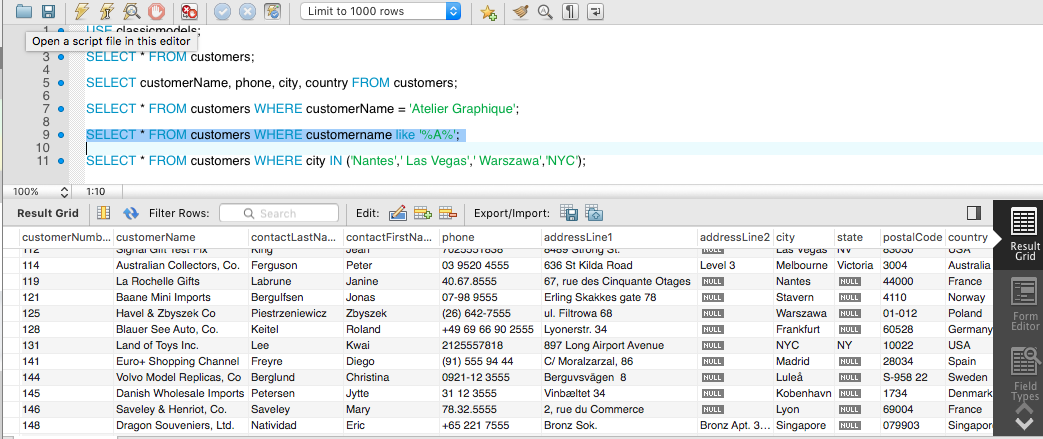 Limit to 1000 rows
1 USE classicmodels;
Open a script file in this editor
3 SELECT * FROM customers;
4
5 SELECT customerName, phone, city, country FROM customers;
6
7 SELECT * FROM customers WHERE customerName = 'Atelier Graphique';
8
9 SELECT * FROM customers WHERE customername like '%A%';
10
11 SELECT * FROM customers WHERE city IN ('Nantes',' Las Vegas',' Warszawa','NYC');
100% 1:10
Result Grid Filter Rows: Search Edit: Export/Import:
customerNumb... customerName contactLastNa... contactFirstNa... phone addressLine1 addressLine2 city state postalCode country
112 Signal Gift Test Fix King Jean 7025551838 8489 Strong St. NULL Las Vegas NV 83030 USA
114 Australian Collectors, Co. Ferguson Peter 03 9520 4555 636 St Kilda Road Level 3 Melbourne Victoria 3004 Australia
119 La Rochelle Gifts Labrune Janine 40.67.8555 67, rue des Cinquante Otages NULL Nantes NULL 44000 France
121 Baane Mini Imports Bergulfsen Jonas 07-98 9555 Erling Skakkes gate 78 NULL Stavern NULL 4110 Norway
125 Havel & Zbyszek Co Piestrzeniewicz Zbyszek (26) 642-7555 ul. Filtrowa 68 NULL Warszawa NULL 01-012 Poland
128 Blauer See Auto, Co. Keitel Roland +49 69 66 90 2555 Lyonerstr. 34 NULL Frankfurt NULL 60528 Germany
131 Land of Toys Inc. Lee Kwai 2125557818 897 Long Airport Avenue NULL NYC NY 10022 USA
141 Euro+ Shopping Channel Freyre Diego (91) 555 94 44 C/ Moralzarzal, 86 NULL Madrid NULL 28034 Spain
144 Volvo Model Replicas, Co Berglund Christina 0921-12 3555 Berguvsvägen 8 NULL Luleå NULL S-958 22 Sweden
145 Danish Wholesale Imports Petersen Jytte 31 12 3555 Vinbæltet 34 NULL Kobenhavn NULL 1734 Denmark
146 Saveley & Henriot, Co. Saveley Mary 78.32.5555 2, rue du Commerce NULL Lyon NULL 69004 France
148 Dragon Souveniers, Ltd. Natividad Eric +65 221 7555 Bronz Sok. Bronz Apt. 3... Singapore NULL 079903 Singapor
Result
Grid
Form
Editor
Field
Types